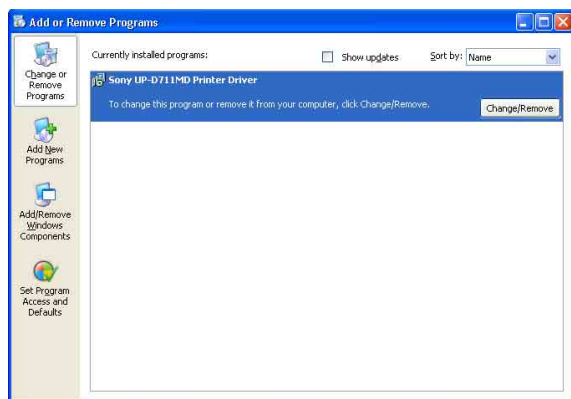 Add or Remove Programs
Change or
Remove
Programs
Add New
Programs
Add/Remove
Windows
Components
Set Program
Access and
Defaults
Currently installed programs:
Show updates
Sort by:
Name
Sony UP-D711MD Printer Driver
To change this program or remove it from your computer, click Change/Remove.
Change/Remove